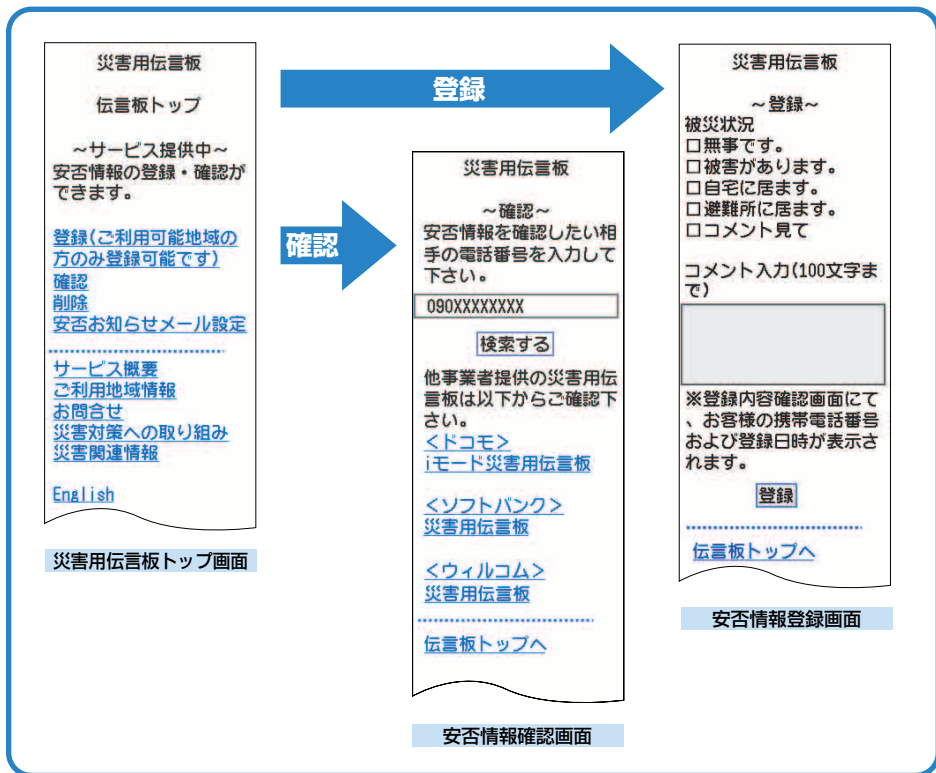 災害用伝言板
伝言板トップ
～サービス提供中～
安否情報の登録・確認が
できます。
登録(ご利用可能地域の
方のみ登録可能です)
確認
削除
安否お知らせメール設定
サービス概要
ご利用地域情報
お問合せ
災害対策への取り組み
災害関連情報
English
災害用伝言板トップ画面
登録
確認
災害用伝言板
～確認～
安否情報を確認したい相
手の電話番号を入力して
下さい。
090XXXXXXXX
検索する
他事業者提供の災害用伝
言板は以下からご確認下
さい。
<ドコモ>
iモード災害用伝言板
<ソフトバンク>
災害用伝言板
<ウィルコム>
災害用伝言板
伝言板トップへ
安否情報確認画面
災害用伝言板
～登録～
被災状況
□無事です。
□被害があります。
□自宅に居ます。
□避難所に居ます。
□コメント見て
コメント入力(100文字ま
で)
※登録内容確認画面にて
、お客様の携帯電話番号
および登録日時が表示さ
れます。
登録
伝言板トップへ
安否情報登録画面